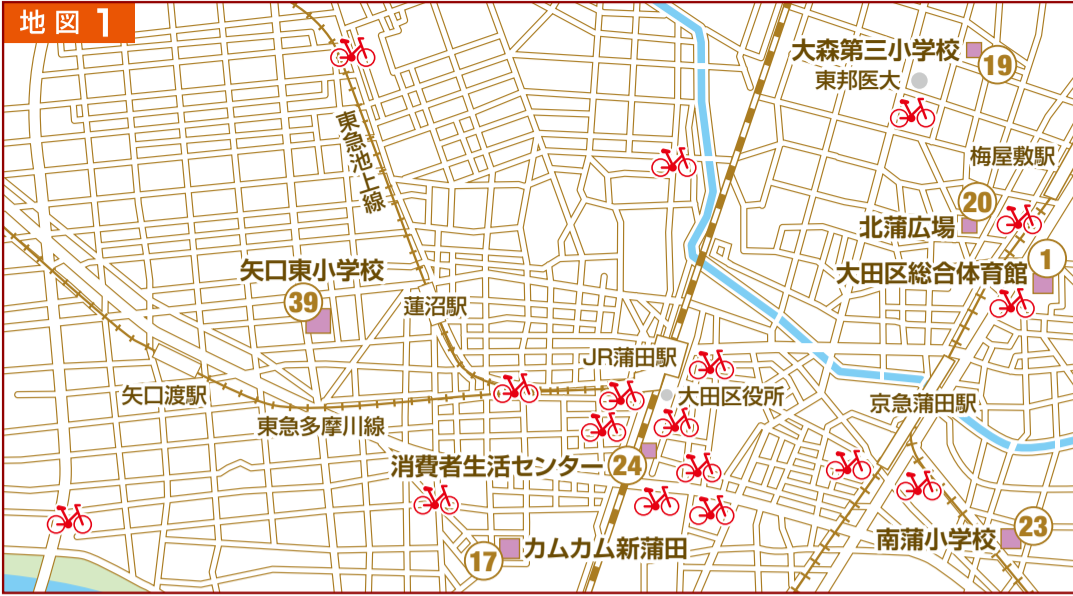 地図 1
大森第三小学校
19
東邦医大
東急池上線
梅屋敷駅
20
北蒲広場
1
大田区総合体育館
矢口東小学校
39
蓮沼駅
JR蒲田駅
矢口渡駅
大田区役所
京急蒲田駅
東急多摩川線
消費者生活センター
24
17
カムカム新蒲田
南蒲小学校
23